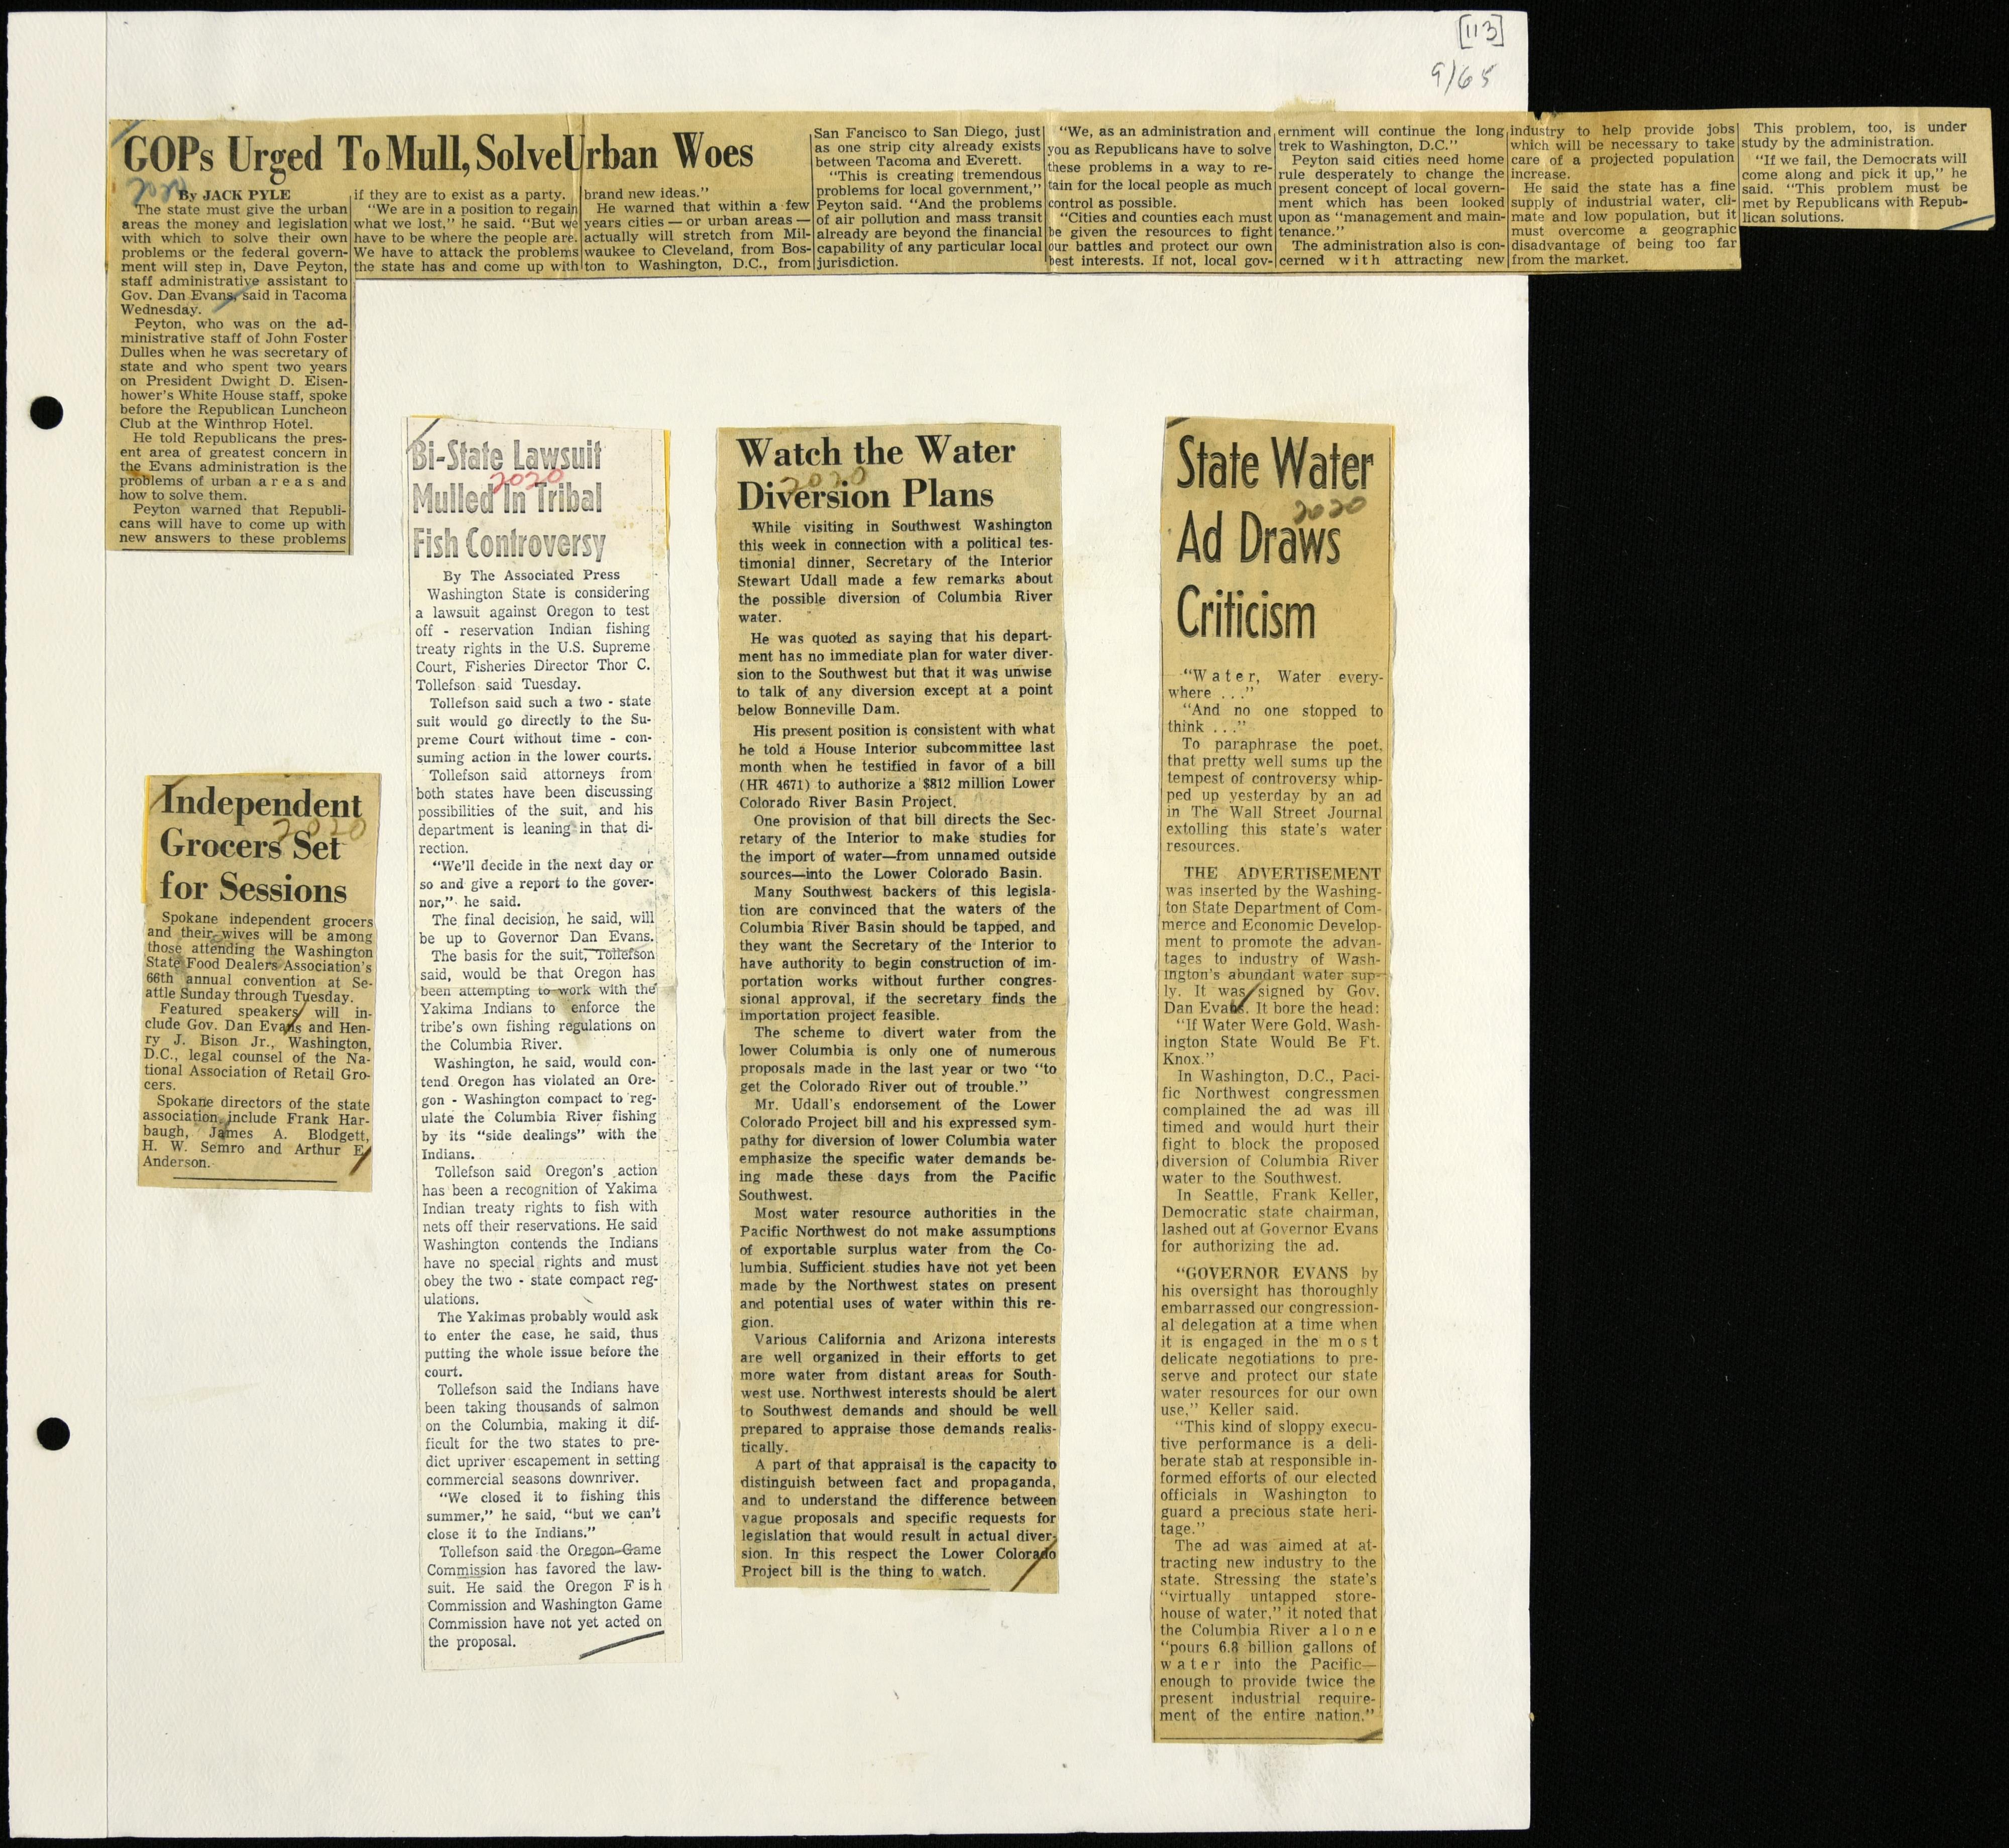 [113]
9/65
GOPs Urged To Mull, Solve Urban Woes
2020
By JACK PYLE
The state must give the urban
areas the money and legislation
with which to solve their own
problems or the federal govern-
ment will step in, Dave Peyton,
staff administrative assistant to
Gov. Dan Evans, said in Tacoma
Wednesday.
Peyton, who was on the ad-
ministrative staff of John Foster
Dulles when he was secretary of
state and who spent two years
on President Dwight D. Eisen-
hower's White House staff, spoke
before the Republican Luncheon
Club at the Winthrop Hotel.
He told Republicans the pres-
ent area of greatest concern in
the Evans administration is the
problems of urban areas and
how to solve them.
Peyton warned that Republi-
cans will have to come up with
new answers to these problems
if they are to exist as a party.
"We are in a position to regain
what we lost," he said. "But we
have to be where the people are.
We have to attack the problems
the state has and come up with
brand new ideas."
He warned that within a few
years cities — or urban areas —
actually will stretch from Mil-
waukee to Cleveland, from Bos-
ton to Washington, D.C., from
San Fancisco to San Diego, just
as one strip city already exists
between Tacoma and Everett.
"This is creating tremendous
problems for local government,"
Peyton said. "And the problems
of air pollution and mass transit
already are beyond the financial
capability of any particular local
jurisdiction.
"We, as an administration and
you as Republicans have to solve
these problems in a way to re-
tain for the local people as much
control as possible.
"Cities and counties each must
be given the resources to fight
our battles and protect our own
best interests. If not, local gov-
ernment will continue the long
trek to Washington, D.C."
Peyton said cities need home
rule desperately to change the
present concept of local govern-
ment which has been looked
upon as "management and main-
tenance."
The administration also is con-
cerned with attracting new
industry to help provide jobs
which will be necessary to take
care of a projected population
increase.
He said the state has a fine
supply of industrial water, cli-
mate and low population, but it
must overcome a geographic
disadvantage of being too far
from the market.
This problem, too, is under
study by the administration.
"If we fail, the Democrats will
come along and pick it up," he
said. "This problem must be
met by Republicans with Repub-
lican solutions.
Independent
2020
Grocers Set
for Sessions
Spokane independent grocers
and their wives will be among
those attending the Washington
State Food Dealers Association's
66th annual convention at Se-
attle Sunday through Tuesday.
Featured speakers will in-
clude Gov. Dan Evans and Hen-
ry J. Bison Jr., Washington,
D.C., legal counsel of the Na-
tional Association of Retail Gro-
cers.
Spokane directors of the state
association include Frank Har-
baugh, James A. Blodgett,
H. W. Semro and Arthur E.
Anderson.
Bi-State Lawsuit
2020
Mulled In Tribal
Fish Controversy
By The Associated Press
Washington State is considering
a lawsuit against Oregon to test
off - reservation Indian fishing
treaty rights in the U.S. Supreme
Court, Fisheries Director Thor C.
Tollefson said Tuesday.
Tollefson said such a two - state
suit would go directly to the Su-
preme Court without time - con-
suming action in the lower courts.
Tollefson said attorneys from
both states have been discussing
possibilities of the suit, and his
department is leaning in that di-
rection.
"We'll decide in the next day or
so and give a report to the gover-
nor," he said.
The final decision, he said, will
be up to Governor Dan Evans.
The basis for the suit, Tollefson
said, would be that Oregon has
been attempting to work with the
Yakima Indians to enforce the
tribe's own fishing regulations on
the Columbia River.
Washington, he said, would con-
tend Oregon has violated an Ore-
gon - Washington compact to reg-
ulate the Columbia River fishing
by its "side dealings" with the
Indians.
Tollefson said Oregon's action
has been a recognition of Yakima
Indian treaty rights to fish with
nets off their reservations. He said
Washington contends the Indians
have no special rights and must
obey the two - state compact reg-
ulations.
The Yakimas probably would ask
to enter the case, he said, thus
putting the whole issue before the
court.
Tollefson said the Indians have
been taking thousands of salmon
on the Columbia, making it dif-
ficult for the two states to pre-
dict upriver escapement in setting
commercial seasons downriver.
"We closed it to fishing this
summer," he said, "but we can't
close it to the Indians."
Tollefson said the Oregon Game
Commission has favored the law-
suit. He said the Oregon Fish
Commission and Washington Game
Commission have not yet acted on
the proposal.
Watch the Water
2020
Diversion Plans
While visiting in Southwest Washington
this week in connection with a political tes-
timonial dinner, Secretary of the Interior
Stewart Udall made a few remarks about
the possible diversion of Columbia River
water.
He was quoted as saying that his depart-
ment has no immediate plan for water diver-
sion to the Southwest but that it was unwise
to talk of any diversion except at a point
below Bonneville Dam.
His present position is consistent with what
he told a House Interior subcommittee last
month when he testified in favor of a bill
(HR 4671) to authorize a $812 million Lower
Colorado River Basin Project.
One provision of that bill directs the Sec-
retary of the Interior to make studies for
the import of water—from unnamed outside
sources—into the Lower Colorado Basin.
Many Southwest backers of this legisla-
tion are convinced that the waters of the
Columbia River Basin should be tapped, and
they want the Secretary of the Interior to
have authority to begin construction of im-
portation works without further congres-
sional approval, if the secretary finds the
importation project feasible.
The scheme to divert water from the
lower Columbia is only one of numerous
proposals made in the last year or two "to
get the Colorado River out of trouble."
Mr. Udall's endorsement of the Lower
Colorado Project bill and his expressed sym-
pathy for diversion of lower Columbia water
emphasize the specific water demands be-
ing made these days from the Pacific
Southwest.
Most water resource authorities in the
Pacific Northwest do not make assumptions
of exportable surplus water from the Co-
lumbia. Sufficient studies have not yet been
made by the Northwest states on present
and potential uses of water within this re-
gion.
Various California and Arizona interests
are well organized in their efforts to get
more water from distant areas for South-
west use. Northwest interests should be alert
to Southwest demands and should be well
prepared to appraise those demands realis-
tically.
A part of that appraisal is the capacity to
distinguish between fact and propaganda,
and to understand the difference between
vague proposals and specific requests for
legislation that would result in actual diver-
sion. In this respect the Lower Colorado
Project bill is the thing to watch.
State Water
2020
Ad Draws
Criticism
"Water, Water every-
where . . ."
"And no one stopped to
think . . ."
To paraphrase the poet,
that pretty well sums up the
tempest of controversy whip-
ped up yesterday by an ad
in The Wall Street Journal
extolling this state's water
resources.
THE ADVERTISEMENT
was inserted by the Washing-
ton State Department of Com-
merce and Economic Develop-
ment to promote the advan-
tages to industry of Wash-
ington's abundant water sup-
ly. It was signed by Gov.
Dan Evans. It bore the head:
"If Water Were Gold, Wash-
ington State Would Be Ft.
Knox."
In Washington, D.C., Paci-
fic Northwest congressmen
complained the ad was ill
timed and would hurt their
fight to block the proposed
diversion of Columbia River
water to the Southwest.
In Seattle, Frank Keller,
Democratic state chairman,
lashed out at Governor Evans
for authorizing the ad.
"GOVERNOR EVANS by
his oversight has thoroughly
embarrassed our congression-
al delegation at a time when
it is engaged in the most
delicate negotiations to pre-
serve and protect our state
water resources for our own
use," Keller said.
"This kind of sloppy execu-
tive performance is a deli-
berate stab at responsible in-
formed efforts of our elected
officials in Washington to
guard a precious state heri-
tage."
The ad was aimed at at-
tracting new industry to the
state. Stressing the state's
"virtually untapped store-
house of water," it noted that
the Columbia River alone
"pours 6.8 billion gallons of
water into the Pacific—
enough to provide twice the
present industrial require-
ment of the entire nation."